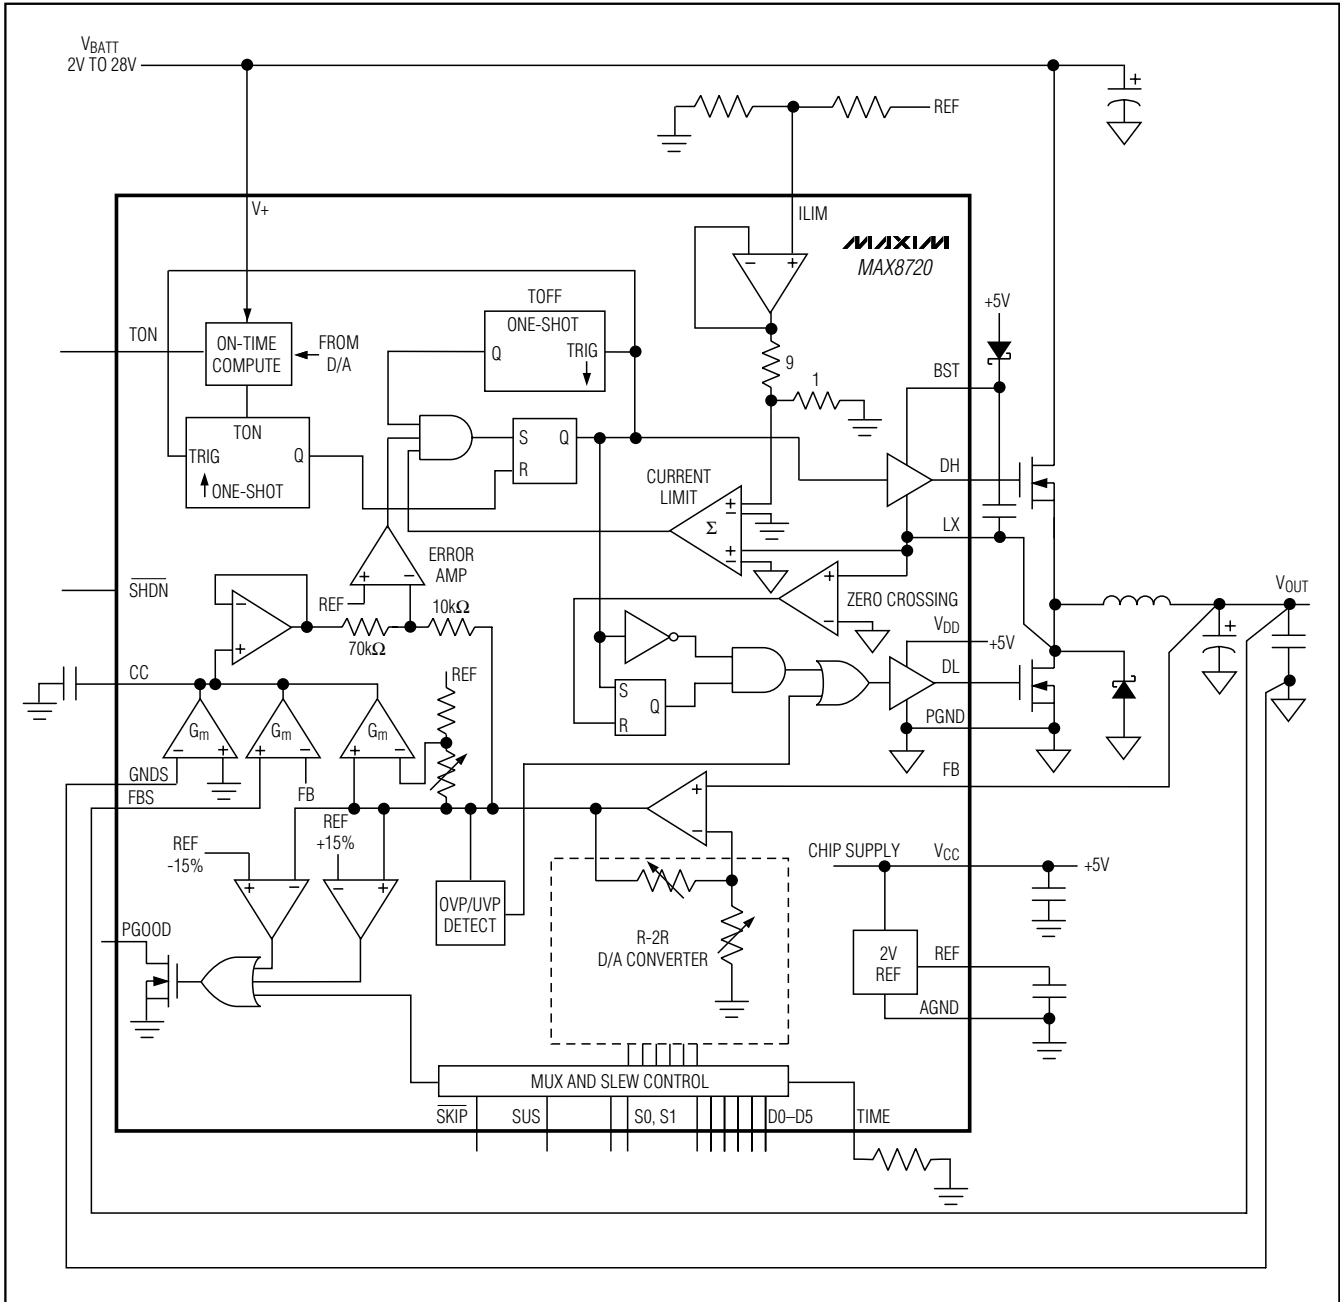 VBATT
2V TO 28V
REF
V+
ILIM
MAXIM
MAX8720
TOFF
ONE-SHOT
Q
TRIG
+5V
TON
ON-TIME
COMPUTE
FROM
D/A
9
1
BST
TON
TRIG
Q
ONE-SHOT
S
Q
R
CURRENT
LIMIT
Σ
DH
LX
ERROR
AMP
SHDN
REF
10kΩ
70kΩ
ZERO CROSSING
VDD
+5V
VOUT
CC
REF
S
Q
R
DL
PGND
Gm
Gm
Gm
GNDS
FBS
FB
FB
REF
-15%
REF
+15%
CHIP SUPPLY
VCC
+5V
OVP/UVP
DETECT
R-2R
D/A CONVERTER
PGOOD
2V
REF
REF
AGND
MUX AND SLEW CONTROL
SKIP
SUS
S0, S1
D0–D5
TIME